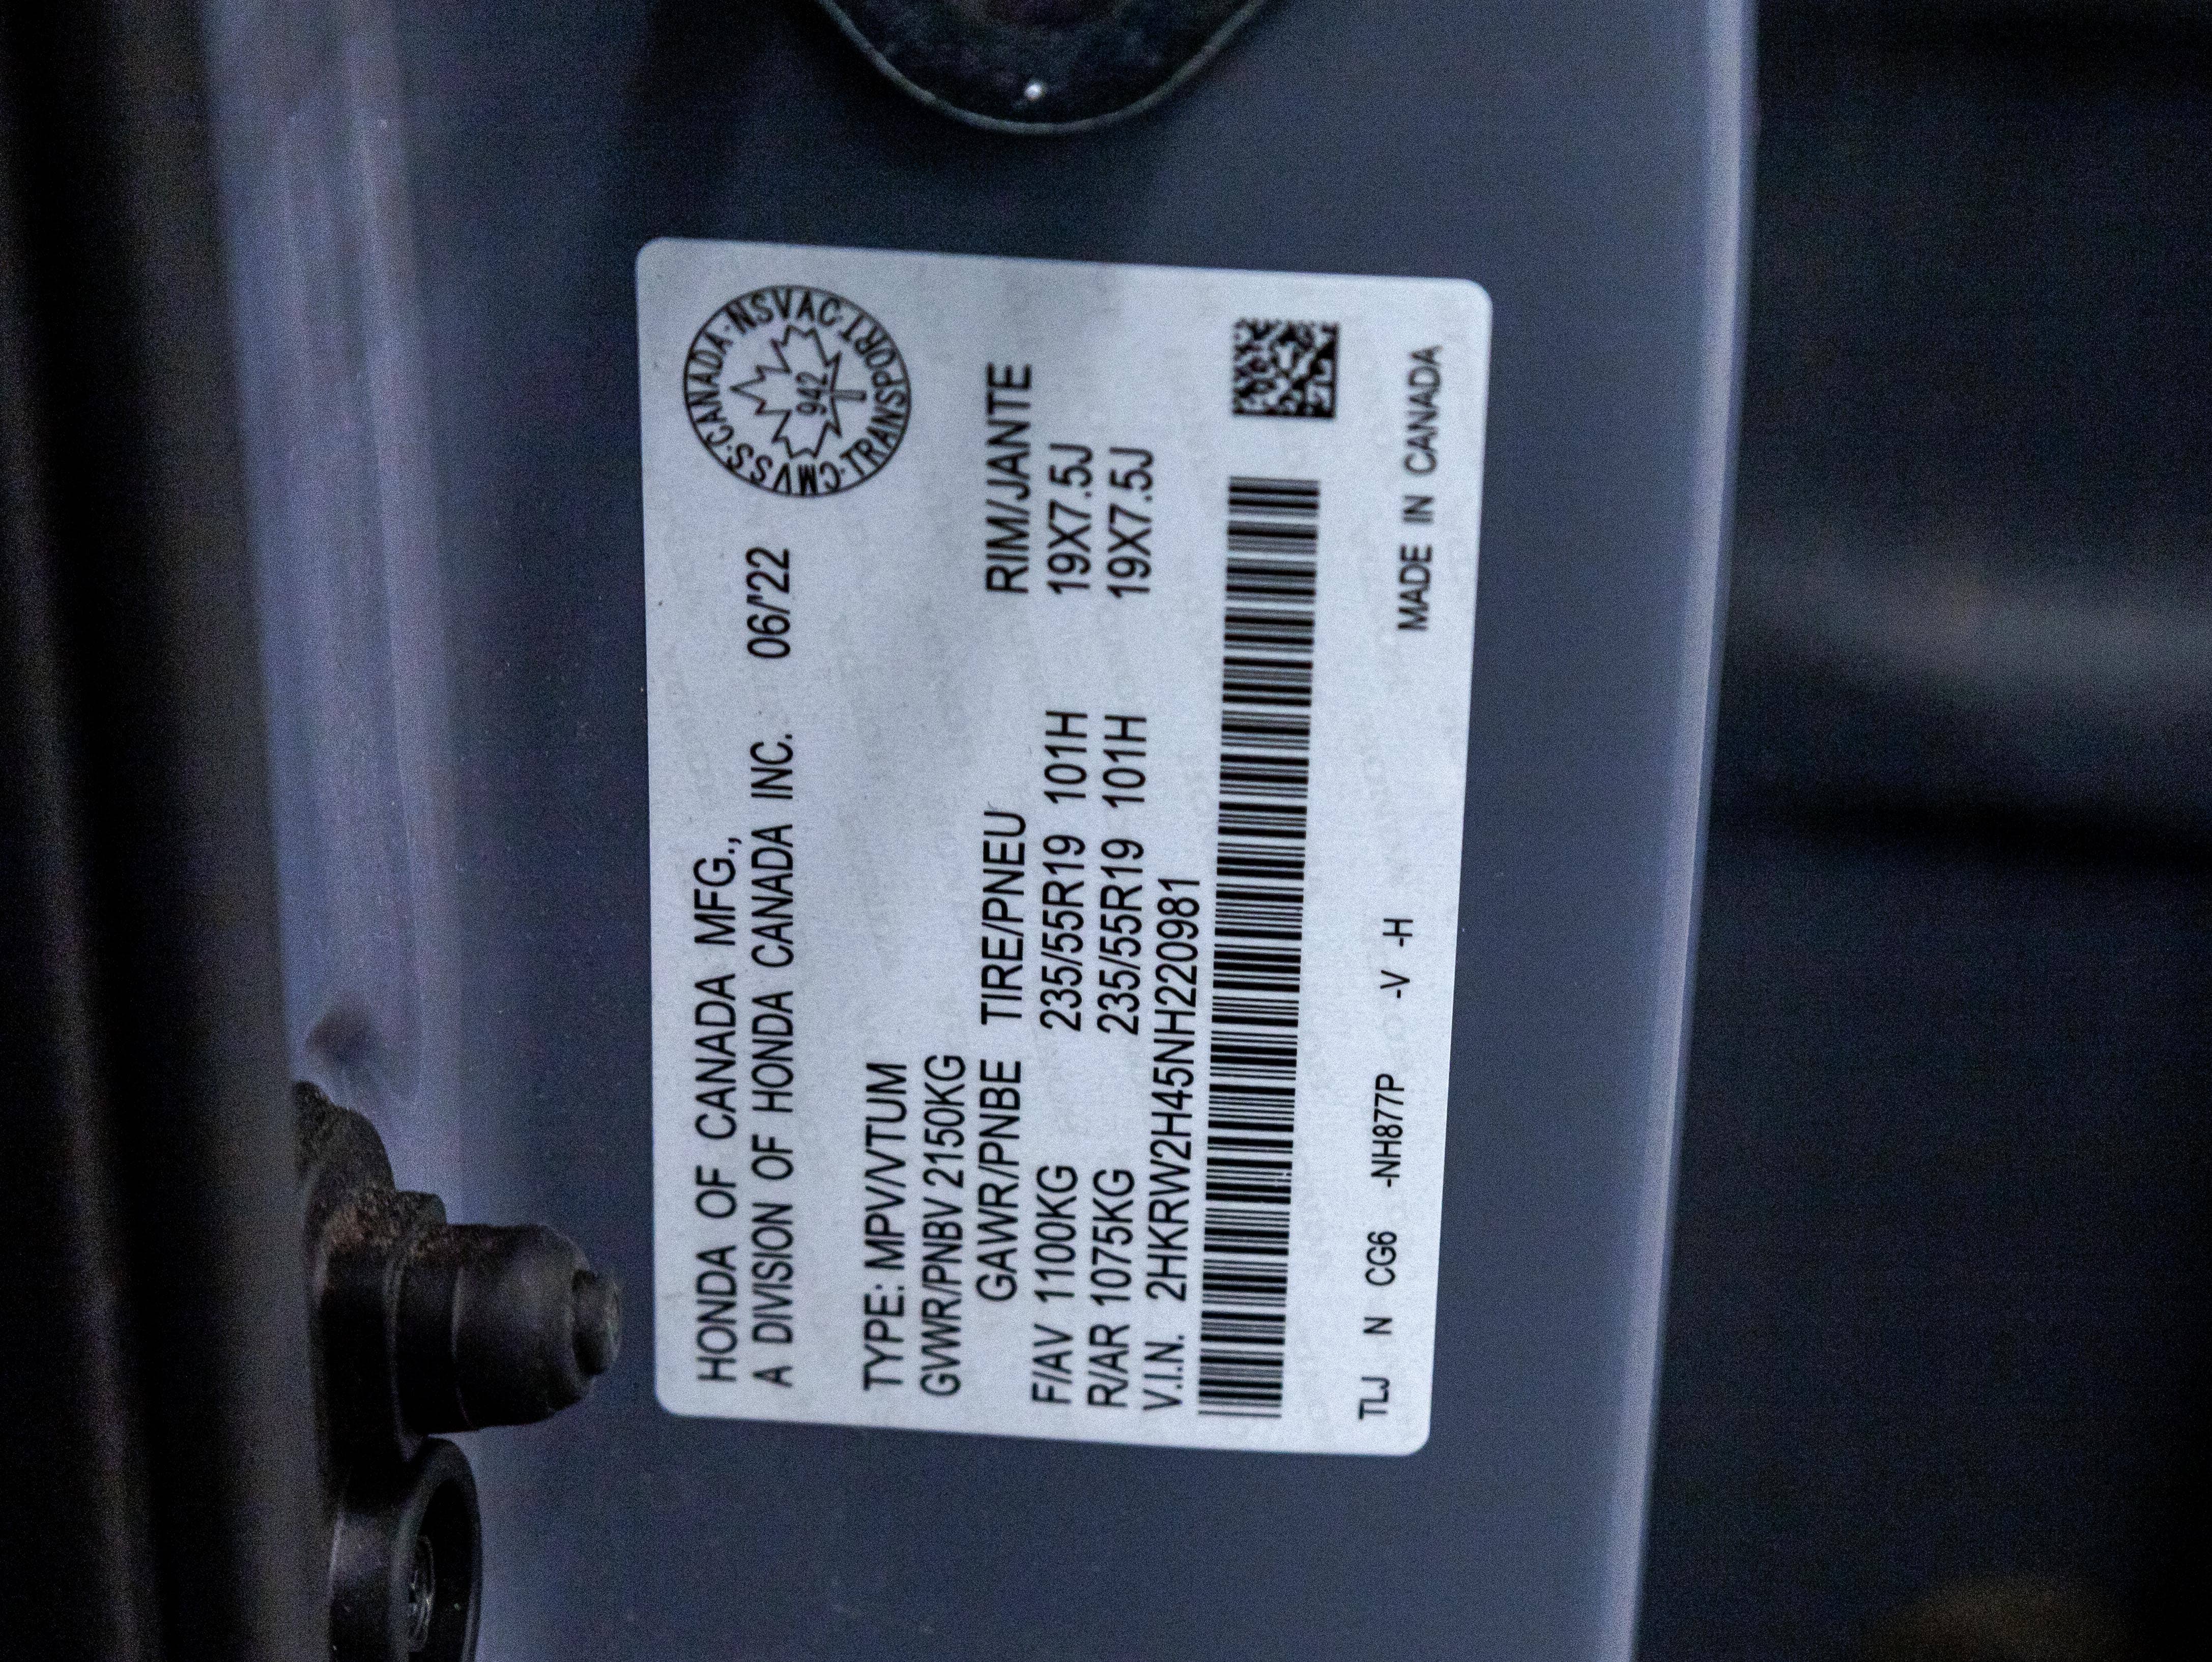 HONDA OF CANADA MFG.,
A DIVISION OF HONDA CANADA INC. 06/'22
CMVSS·CANADA·NSVAC·TRANSPORT·
942
TYPE: MPV/VTUM
GVWR/PNBV 2150KG
GAWR/PNBE TIRE/PNEU RIM/JANTE
F/AV 1100KG 235/55R19 101H 19X7.5J
R/AR 1075KG 235/55R19 101H 19X7.5J
V.I.N. 2HKRW2H45NH220981
TLJ N CG6 -NH877P -V -H MADE IN CANADA